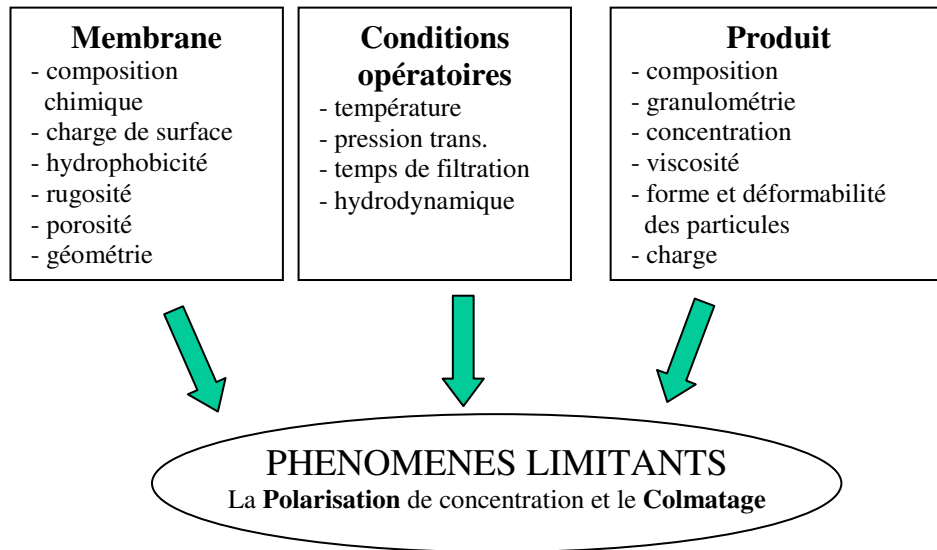 Membrane
- composition
chimique
- charge de surface
- hydrophobicité
- rugosité
- porosité
- géométrie
Conditions
opératoires
- température
- pression trans.
- temps de filtration
- hydrodynamique
Produit
- composition
- granulométrie
- concentration
- viscosité
- forme et déformabilité
des particules
- charge
PHENOMENES LIMITANTS
La Polarisation de concentration et le Colmatage